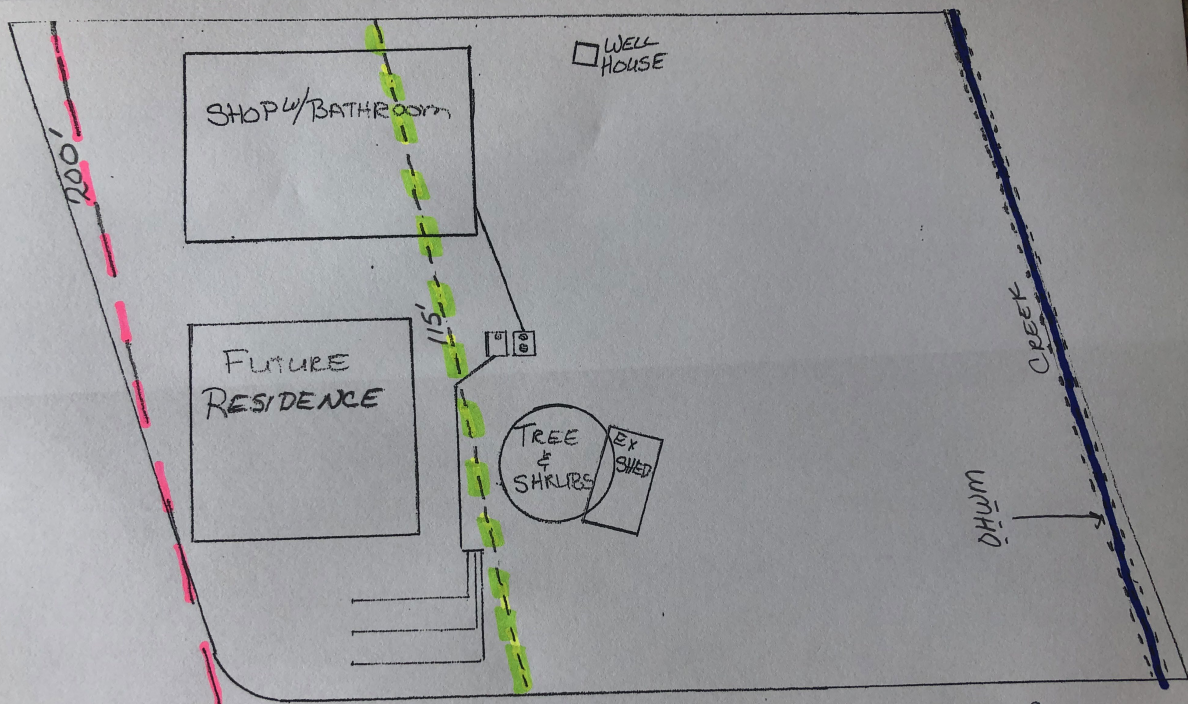 WELL
HOUSE
SHOP W/BATHROOM
200'
115'
FUTURE
RESIDENCE
TREE
&
SHRUBS
EX
SHED
CREEK
OHWM